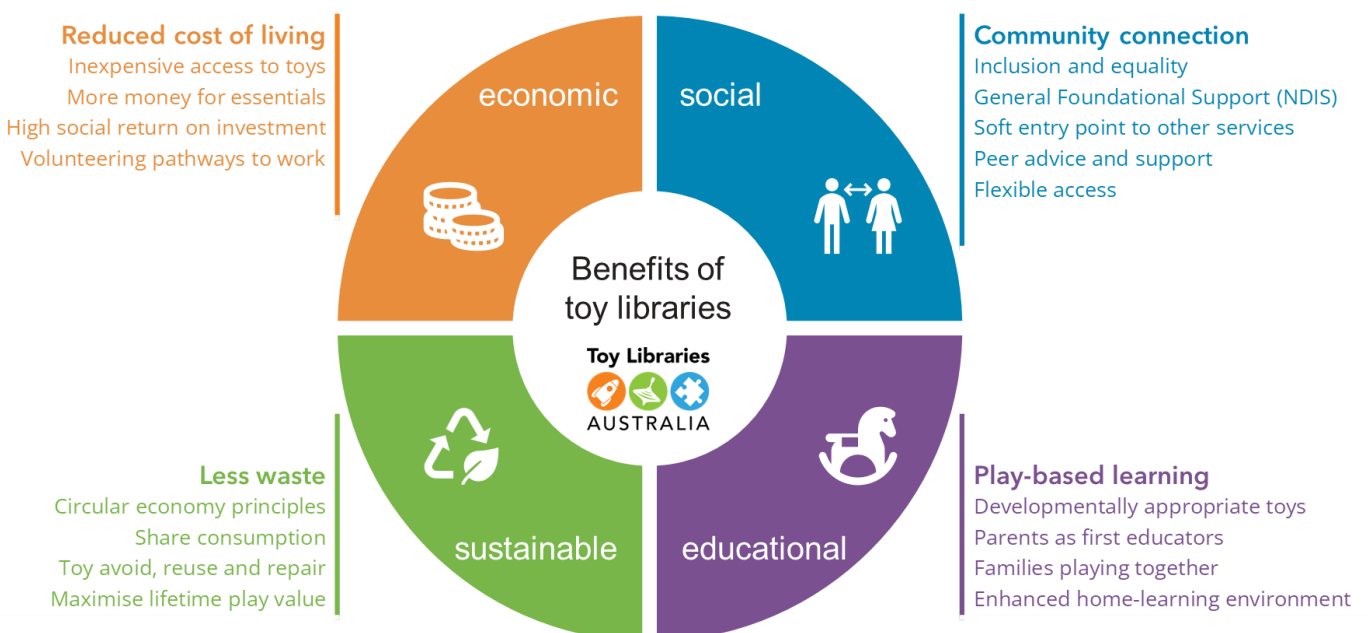 Reduced cost of living
Inexpensive access to toys
More money for essentials
High social return on investment
Volunteering pathways to work
economic
social
Community connection
Inclusion and equality
General Foundational Support (NDIS)
Soft entry point to other services
Peer advice and support
Flexible access
Benefits of
toy libraries
Toy Libraries
AUSTRALIA
Less waste
Circular economy principles
Share consumption
Toy avoid, reuse and repair
Maximise lifetime play value
sustainable
educational
Play-based learning
Developmentally appropriate toys
Parents as first educators
Families playing together
Enhanced home-learning environment